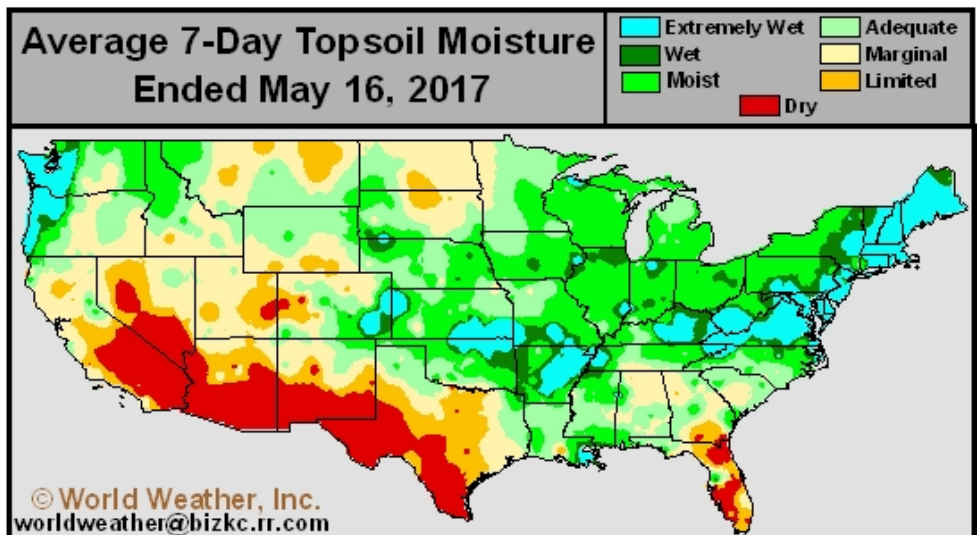 Average 7-Day Topsoil Moisture
Ended May 16, 2017
Extremely Wet
Adequate
Wet
Marginal
Moist
Limited
Dry
© World Weather, Inc.
worldweather@bizkc.rr.com